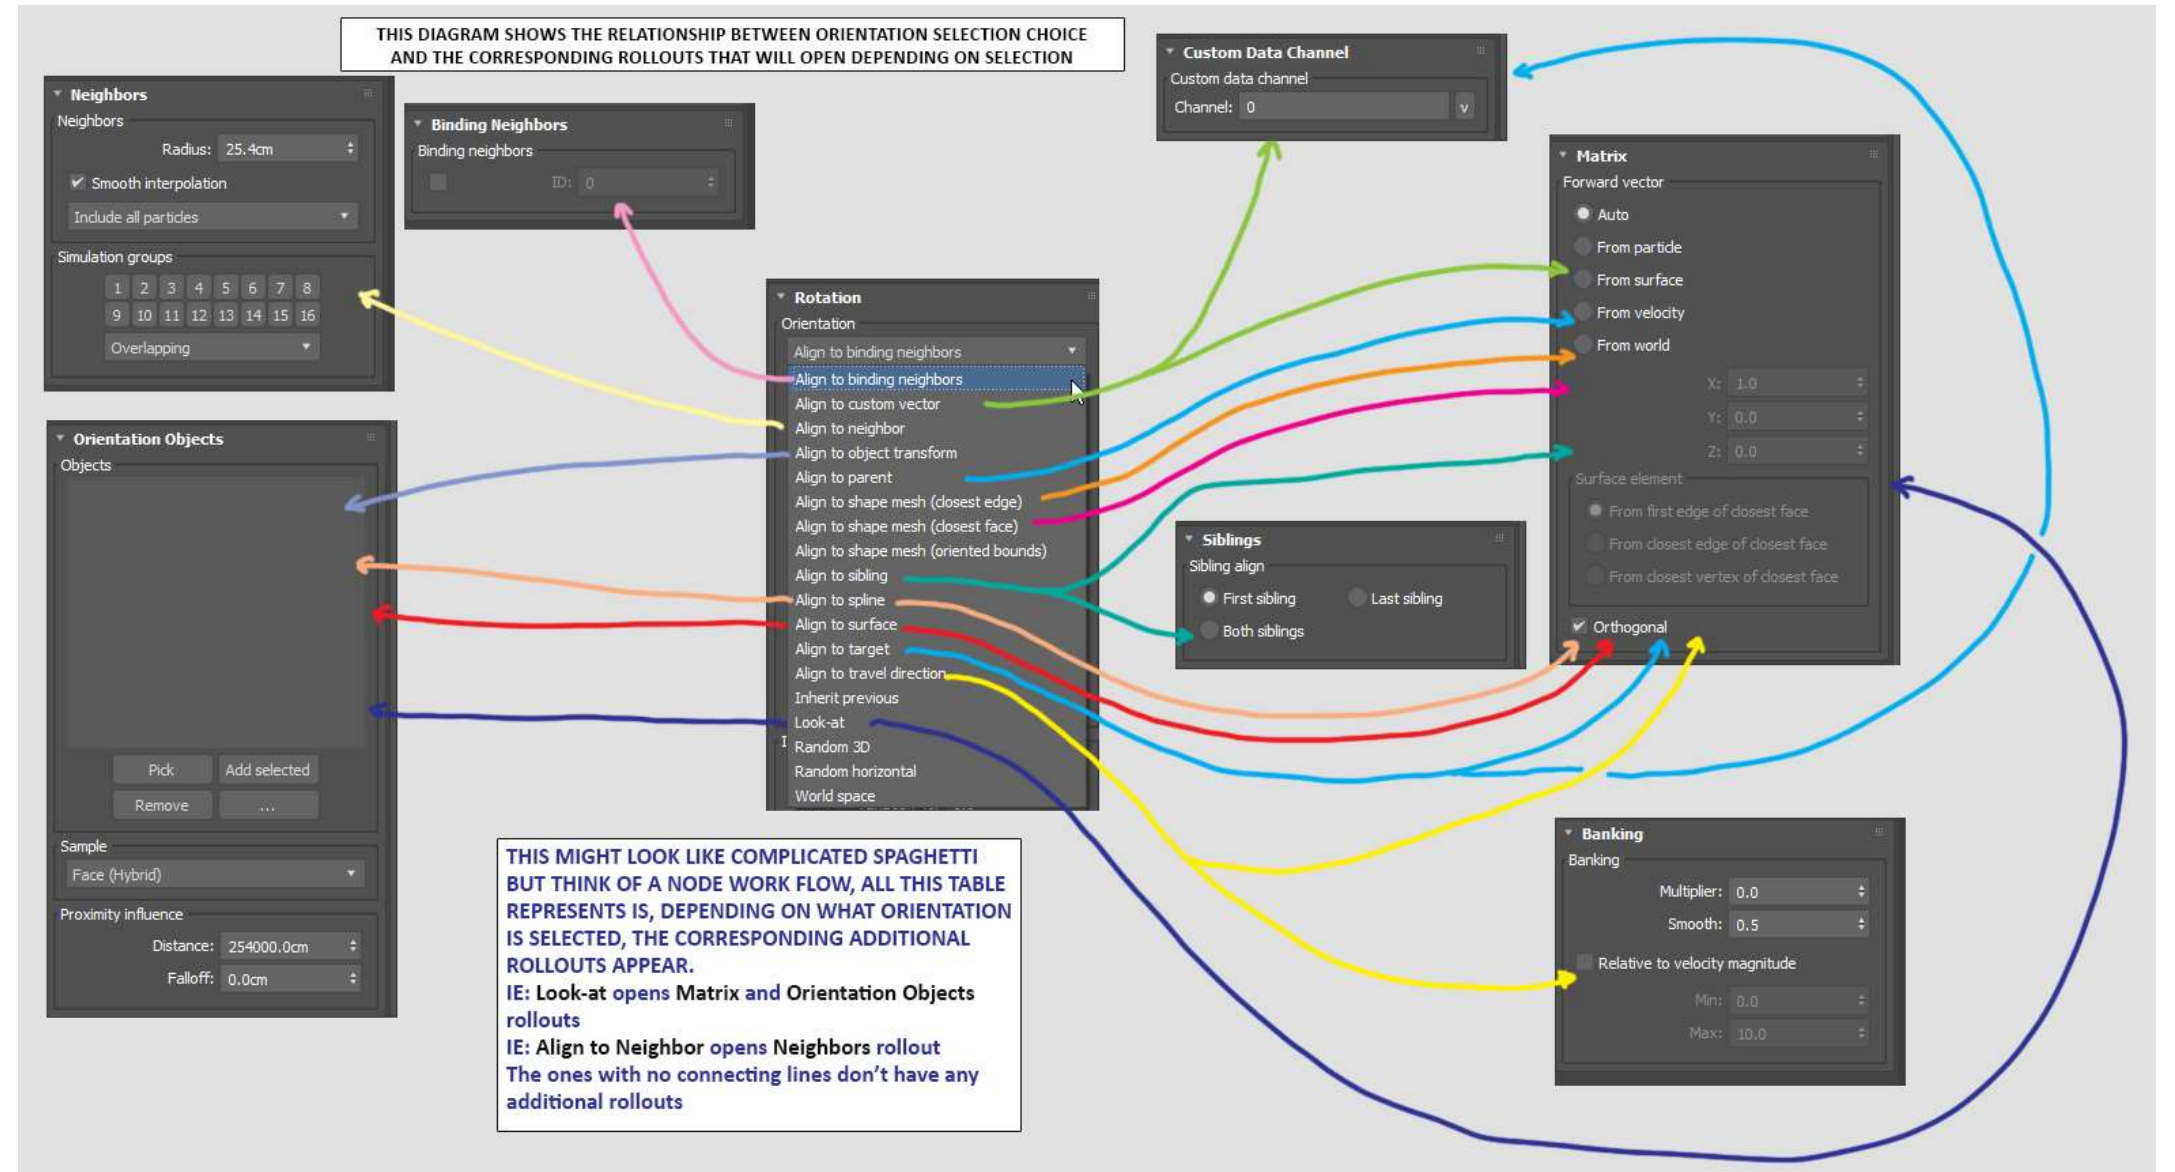 THIS DIAGRAM SHOWS THE RELATIONSHIP BETWEEN ORIENTATION SELECTION CHOICE
AND THE CORRESPONDING ROLLOUTS THAT WILL OPEN DEPENDING ON SELECTION
Neighbors
Neighbors
Radius: 25.4cm
Smooth interpolation
Include all particles
Simulation groups
1 2 3 4 5 6 7 8
9 10 11 12 13 14 15 16
Overlapping
Binding Neighbors
Binding neighbors
ID: 0
Custom Data Channel
Custom data channel
Channel: 0 v
Matrix
Forward vector
Auto
From particle
From surface
From velocity
From world
X: 1.0
Y: 0.0
Z: 0.0
Surface element
From first edge of closest face
From closest edge of closest face
From closest vertex of closest face
Orthogonal
Rotation
Orientation
Align to binding neighbors
Align to binding neighbors
Align to custom vector
Align to neighbor
Align to object transform
Align to parent
Align to shape mesh (closest edge)
Align to shape mesh (closest face)
Align to shape mesh (oriented bounds)
Align to sibling
Align to spline
Align to surface
Align to target
Align to travel direction
Inherit previous
Look-at
Random 3D
Random horizontal
World space
Orientation Objects
Objects
Pick Add selected
Remove ...
Sample
Face (Hybrid)
Proximity influence
Distance: 254000.0cm
Falloff: 0.0cm
Siblings
Sibling align
First sibling Last sibling
Both siblings
Banking
Banking
Multiplier: 0.0
Smooth: 0.5
Relative to velocity magnitude
Min: 0.0
Max: 10.0
THIS MIGHT LOOK LIKE COMPLICATED SPAGHETTI
BUT THINK OF A NODE WORK FLOW, ALL THIS TABLE
REPRESENTS IS, DEPENDING ON WHAT ORIENTATION
IS SELECTED, THE CORRESPONDING ADDITIONAL
ROLLOUTS APPEAR.
IE: Look-at opens Matrix and Orientation Objects
rollouts
IE: Align to Neighbor opens Neighbors rollout
The ones with no connecting lines don't have any
additional rollouts